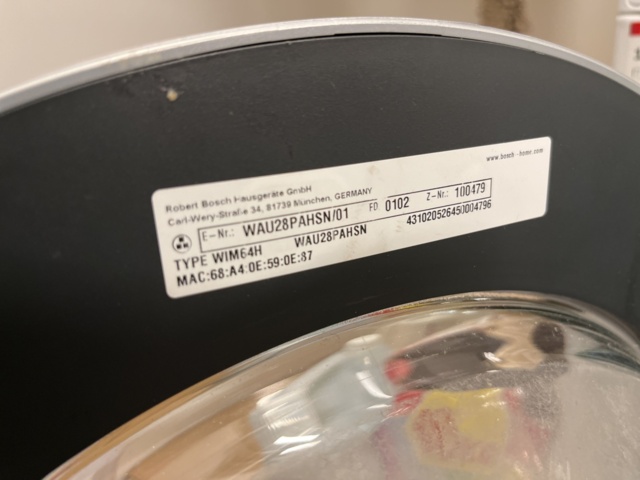 Robert Bosch Hausgeräte GmbH
Carl-Wery-Straße 34, 81739 München, GERMANY
www.bosch-home.com
E-Nr.: WAU28PAHSN/01 FD 0102 Z-Nr.: 100479
TYPE WIM64H WAU28PAHSN 431020526450004796
MAC:68:A4:0E:59:0E:87